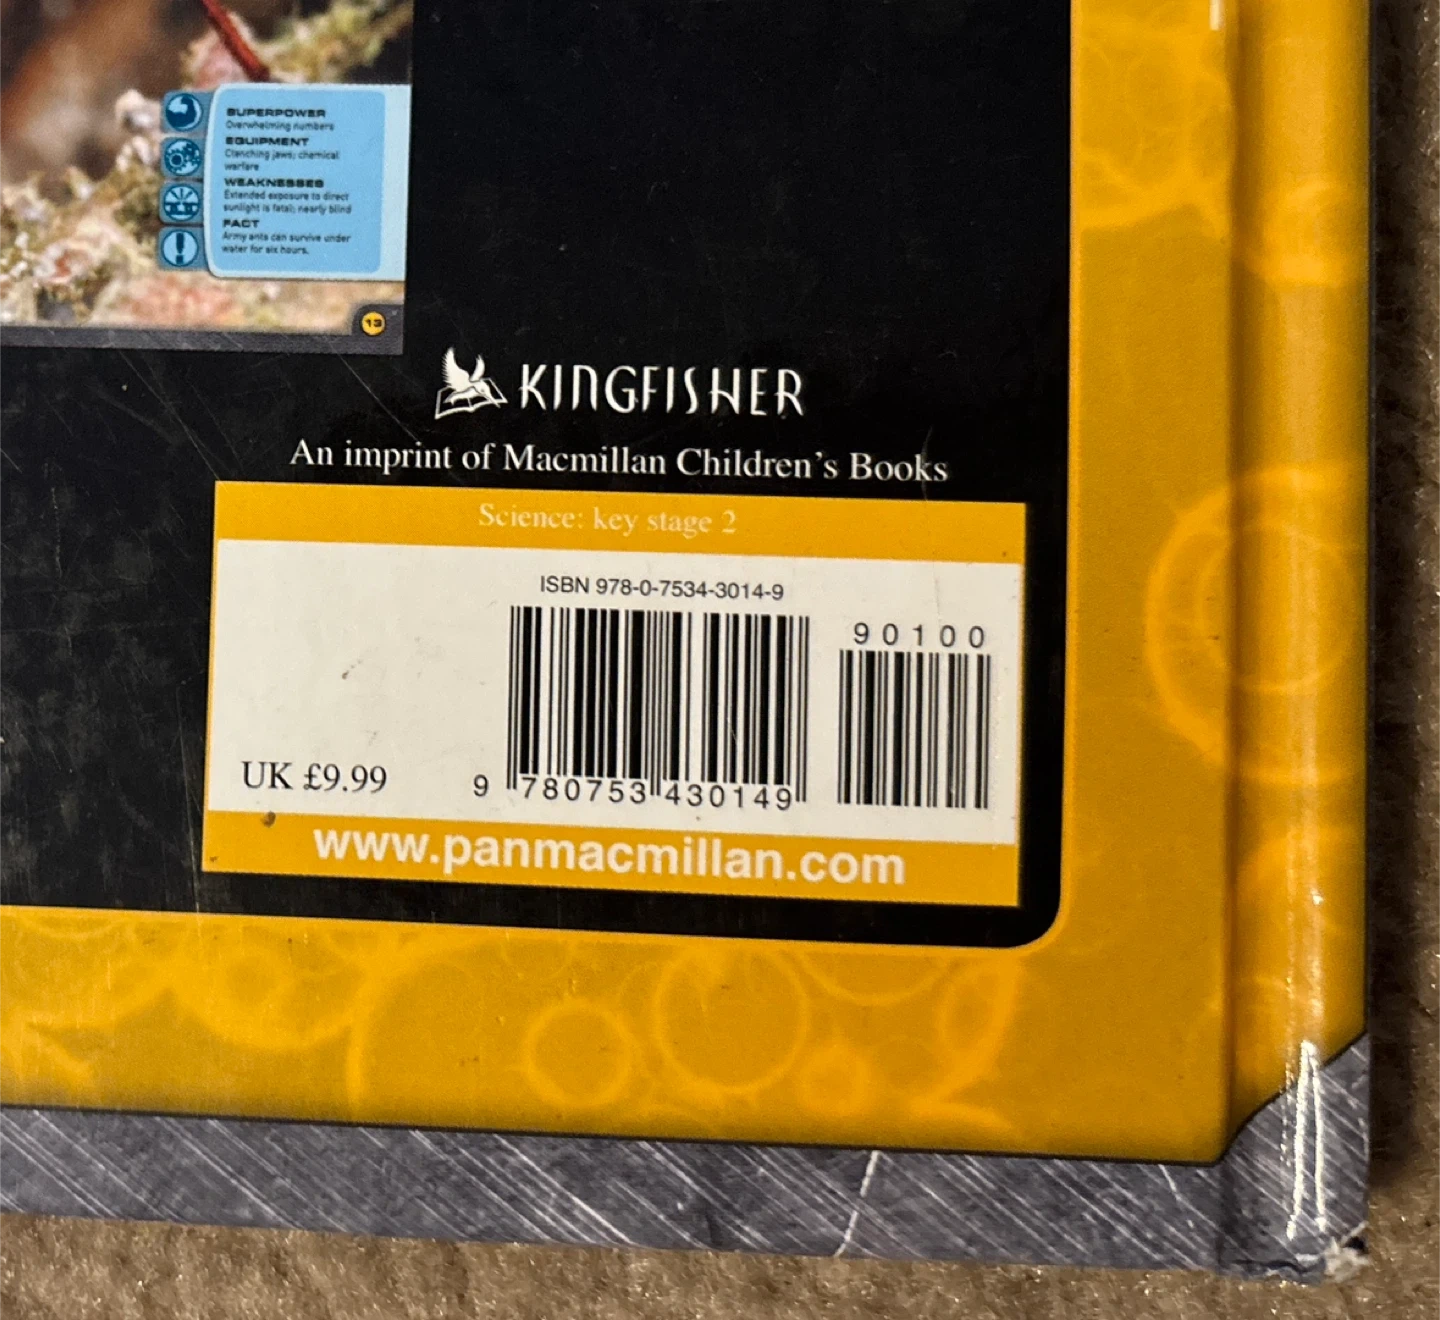 SUPERPOWER
Overwhelming numbers
EQUIPMENT
Clenching jaws; chemical
warfare
WEAKNESSES
Extended exposure to direct
sunlight is fatal; nearly blind
FACT
Army ants can survive under
water for six hours.
13
KINGFISHER
An imprint of Macmillan Children's Books
Science: key stage 2
ISBN 978-0-7534-3014-9
90100
UK £9.99
9 780753 430149
www.panmacmillan.com